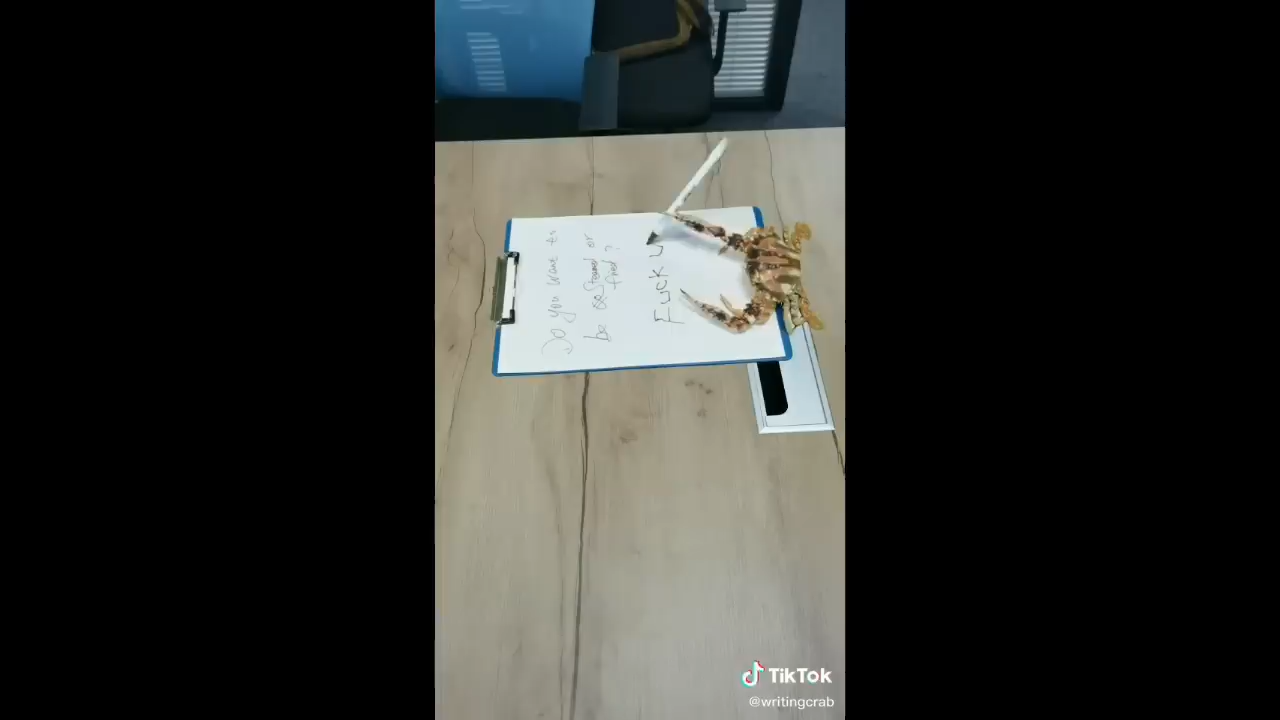 Do you want to
be Steamed or
fried?
Fuck u
TikTok
@writingcrab